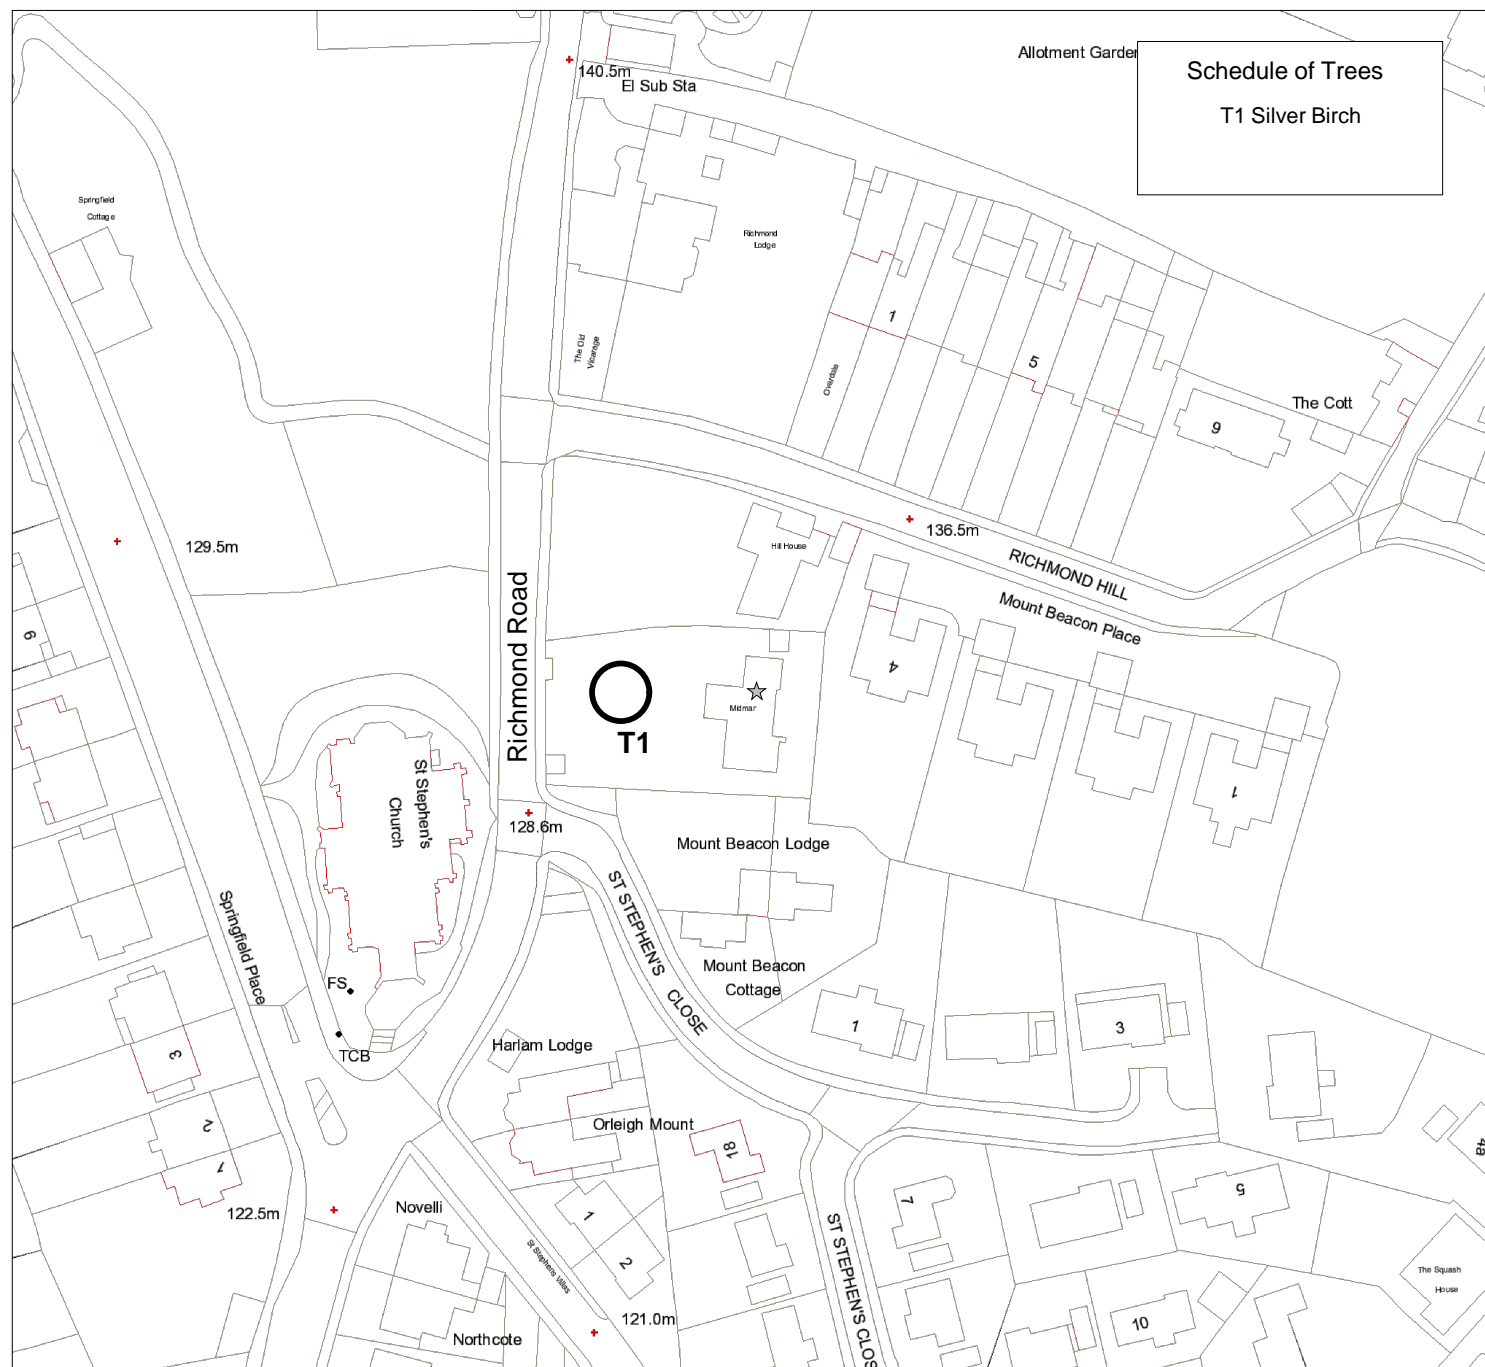 Allotment Garden
Schedule of Trees
T1 Silver Birch
140.5m
El Sub Sta
Springfield
Cottage
Richmond
Lodge
The Old
Vicarage
Overdale
1
5
9
The Cott
136.5m
RICHMOND HILL
Mount Beacon Place
Hill House
129.5m
6
4
1
Richmond Road
T1
Midmar
St Stephen's
Church
128.6m
Mount Beacon Lodge
Mount Beacon
Cottage
ST STEPHEN'S CLOSE
Springfield Place
FS
TCB
Harlam Lodge
Orleigh Mount
18
1
3
3
2
1
122.5m
Novelli
1
2
St Stephens Villas
121.0m
Northcote
ST STEPHEN'S CLOS
7
5
10
4a
The Squash
House